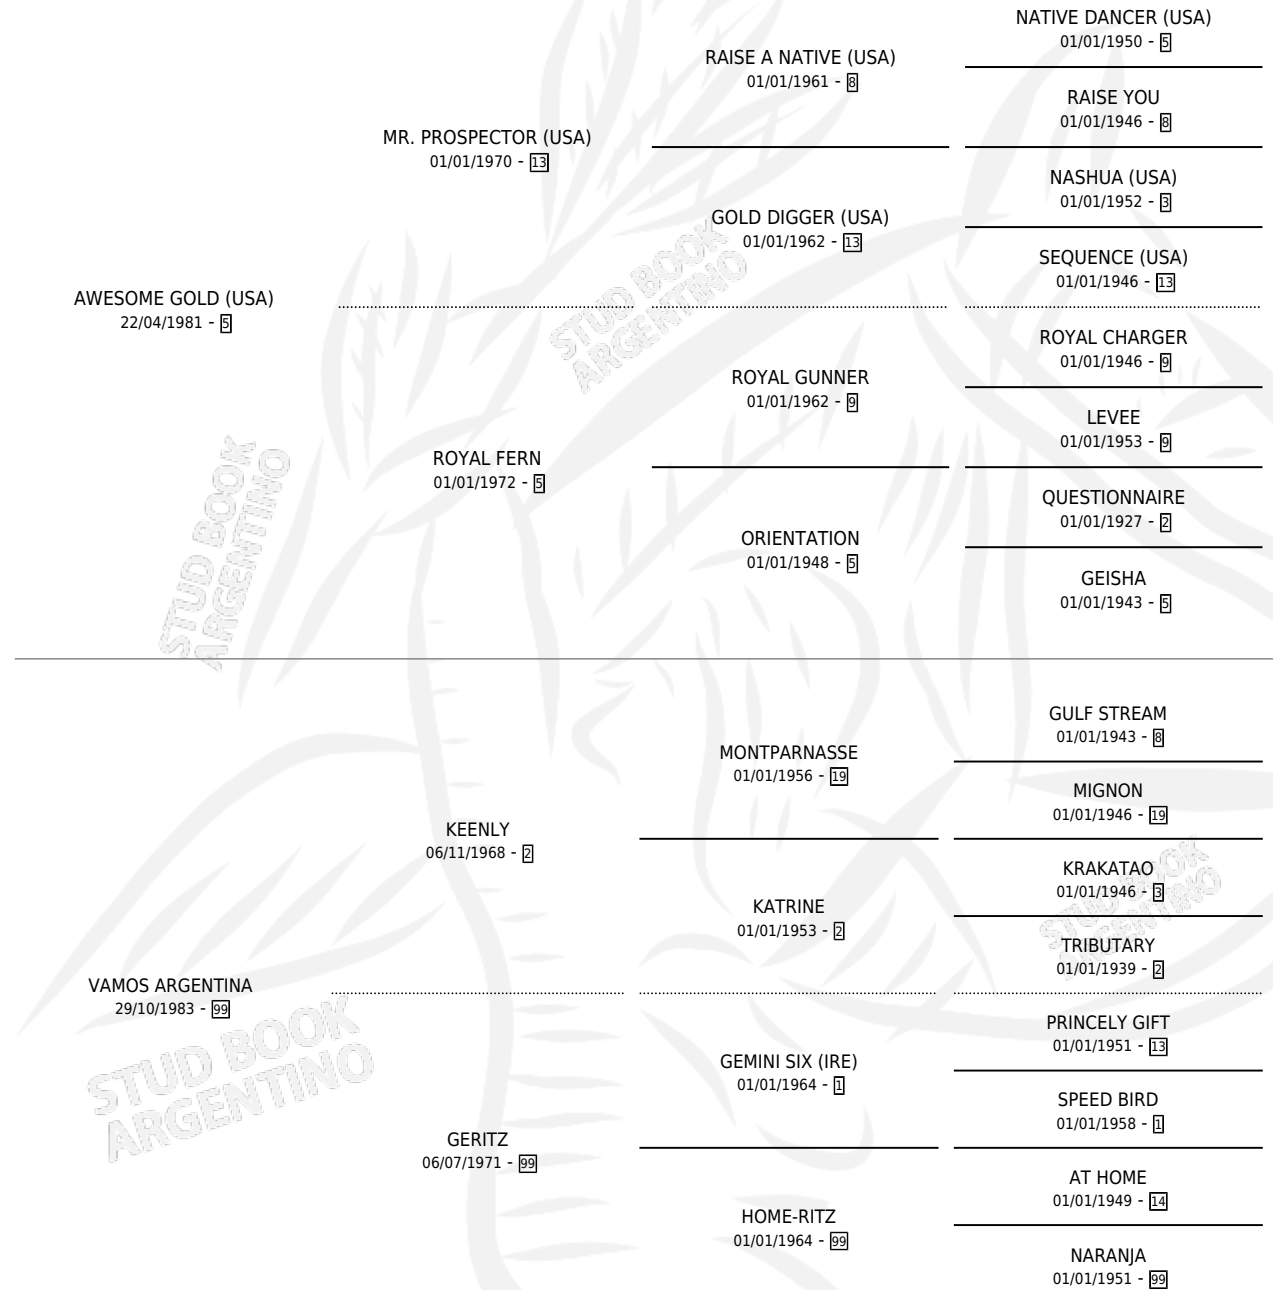 NATIVE DANCER (USA)
01/01/1950 - 5
RAISE A NATIVE (USA)
01/01/1961 - 8
RAISE YOU
01/01/1946 - 8
MR. PROSPECTOR (USA)
01/01/1970 - 13
NASHUA (USA)
01/01/1952 - 3
GOLD DIGGER (USA)
01/01/1962 - 13
SEQUENCE (USA)
01/01/1946 - 13
AWESOME GOLD (USA)
22/04/1981 - 5
STUD BOOK
ARGENTINO
ROYAL CHARGER
01/01/1946 - 9
ROYAL GUNNER
01/01/1962 - 9
LEVEE
01/01/1953 - 9
ROYAL FERN
01/01/1972 - 5
QUESTIONNAIRE
01/01/1927 - 2
ORIENTATION
01/01/1948 - 5
GEISHA
01/01/1943 - 5
STUD BOOK
ARGENTINO
GULF STREAM
01/01/1943 - 8
MONTPARNASSE
01/01/1956 - 19
MIGNON
01/01/1946 - 19
KEENLY
06/11/1968 - 2
KRAKATAO
01/01/1946 - 3
KATRINE
01/01/1953 - 2
TRIBUTARY
01/01/1939 - 2
STUD BOOK
ARGENTINO
VAMOS ARGENTINA
29/10/1983 - 99
STUD BOOK
ARGENTINO
PRINCELY GIFT
01/01/1951 - 13
GEMINI SIX (IRE)
01/01/1964 - 1
SPEED BIRD
01/01/1958 - 1
GERITZ
06/07/1971 - 99
AT HOME
01/01/1949 - 14
HOME-RITZ
01/01/1964 - 99
NARANJA
01/01/1951 - 99